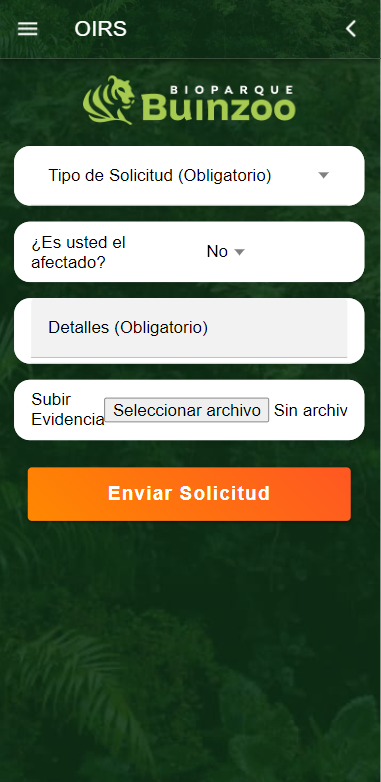 OIRS
BIOPARQUE
Buinzoo
Tipo de Solicitud (Obligatorio)
¿Es usted el
afectado?
No
Detalles (Obligatorio)
Subir
Evidencia
Seleccionar archivo Sin archiv
Enviar Solicitud